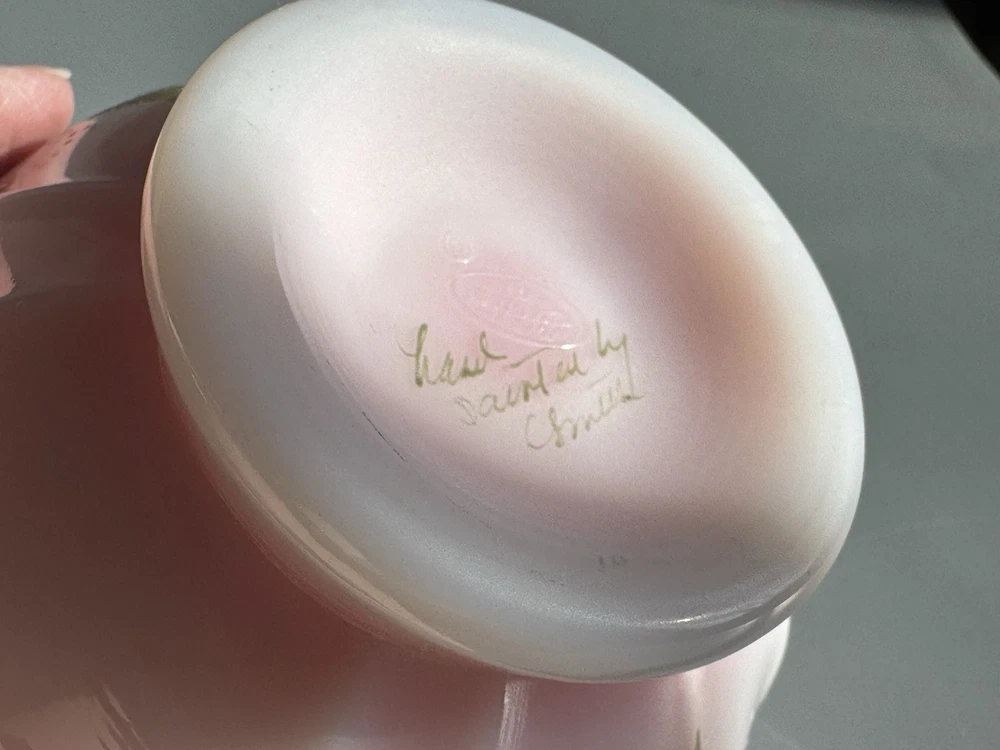 ©
hand
painted by
C Smith